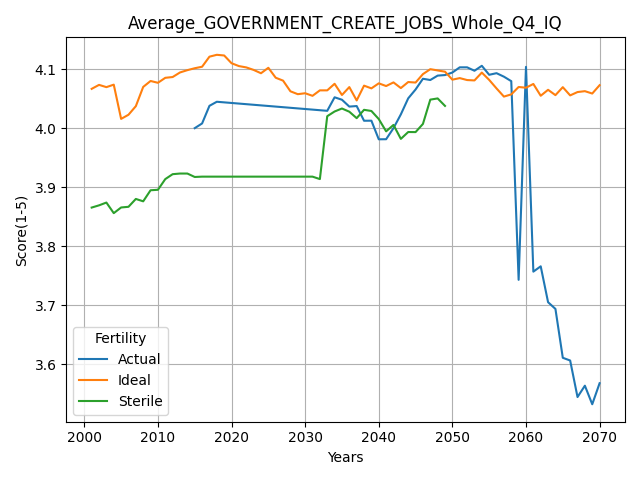 Average_GOVERNMENT_CREATE_JOBS_Whole_Q4_IQ
Score(1-5)
4.1
4.0
3.9
3.8
3.7
3.6
Fertility
Actual
Ideal
Sterile
2000 2010 2020 2030 2040 2050 2060 2070
Years